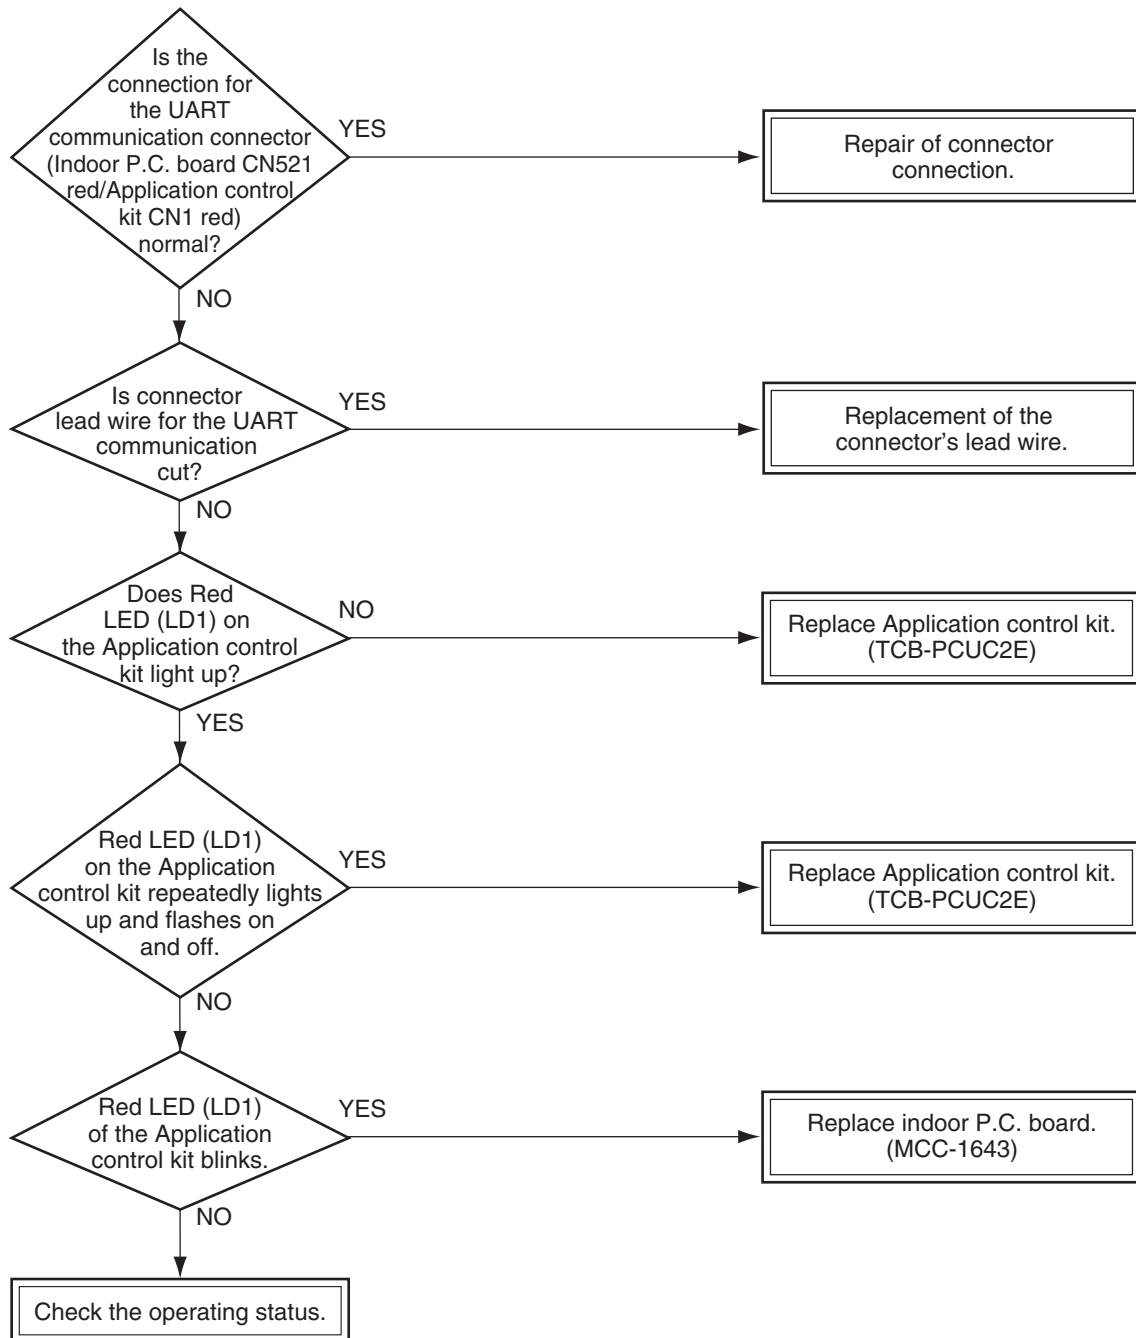 Is the
connection for
the UART
communication connector
(Indoor P.C. board CN521
red/Application control
kit CN1 red)
normal?
YES
Repair of connector
connection.
NO
Is connector
lead wire for the UART
communication
cut?
YES
Replacement of the
connector's lead wire.
NO
Does Red
LED (LD1) on
the Application control
kit light up?
NO
Replace Application control kit.
(TCB-PCUC2E)
YES
Red LED (LD1)
on the Application
control kit repeatedly lights
up and flashes on
and off.
YES
Replace Application control kit.
(TCB-PCUC2E)
NO
Red LED (LD1)
of the Application
control kit blinks.
YES
Replace indoor P.C. board.
(MCC-1643)
NO
Check the operating status.